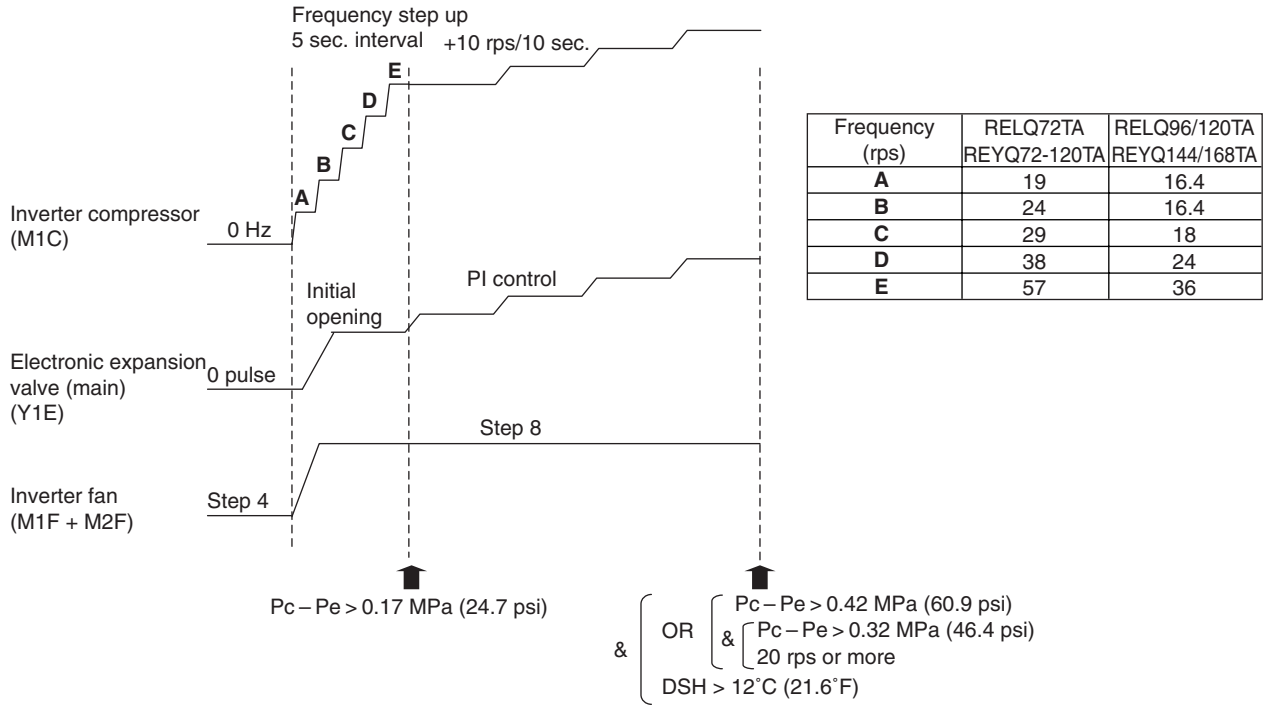 Frequency step up
5 sec. interval +10 rps/10 sec.
E
D
C
B
A
Inverter compressor
(M1C)
0 Hz
Frequency
(rps)
RELQ72TA
REYQ72-120TA
RELQ96/120TA
REYQ144/168TA
A 19 16.4
B 24 16.4
C 29 18
D 38 24
E 57 36
Initial
opening
PI control
Electronic expansion
valve (main)
(Y1E)
0 pulse
Step 8
Inverter fan
(M1F + M2F)
Step 4
Pc – Pe > 0.17 MPa (24.7 psi)
& OR Pc – Pe > 0.42 MPa (60.9 psi)
& Pc – Pe > 0.32 MPa (46.4 psi)
20 rps or more
DSH > 12˚C (21.6˚F)